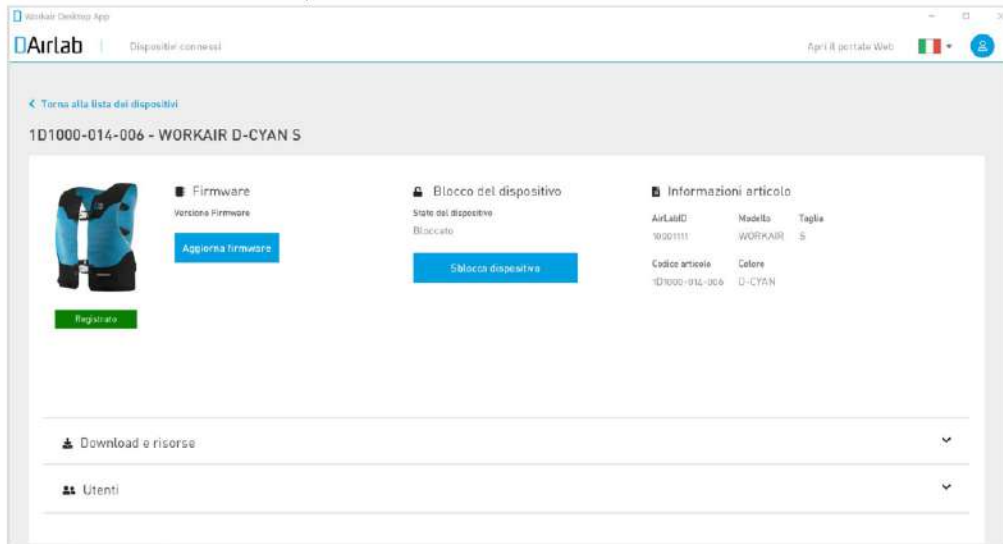 Workair Desktop App
DAırlab
Dispositivi connessi
Apri il portale Web
Torna alla lista dei dispositivi
1D1000-014-006 - WORKAIR D-CYAN S
Firmware
Versione Firmware
Aggiorna firmware
Registrato
Blocco del dispositivo
Stato del dispositivo
Bloccato
Sblocca dispositivo
Informazioni articolo
AirLabID Modello Taglia
10001111 WORKAIR S
Codice articolo Colore
1D1000-014-006 D-CYAN
Download e risorse
Utenti